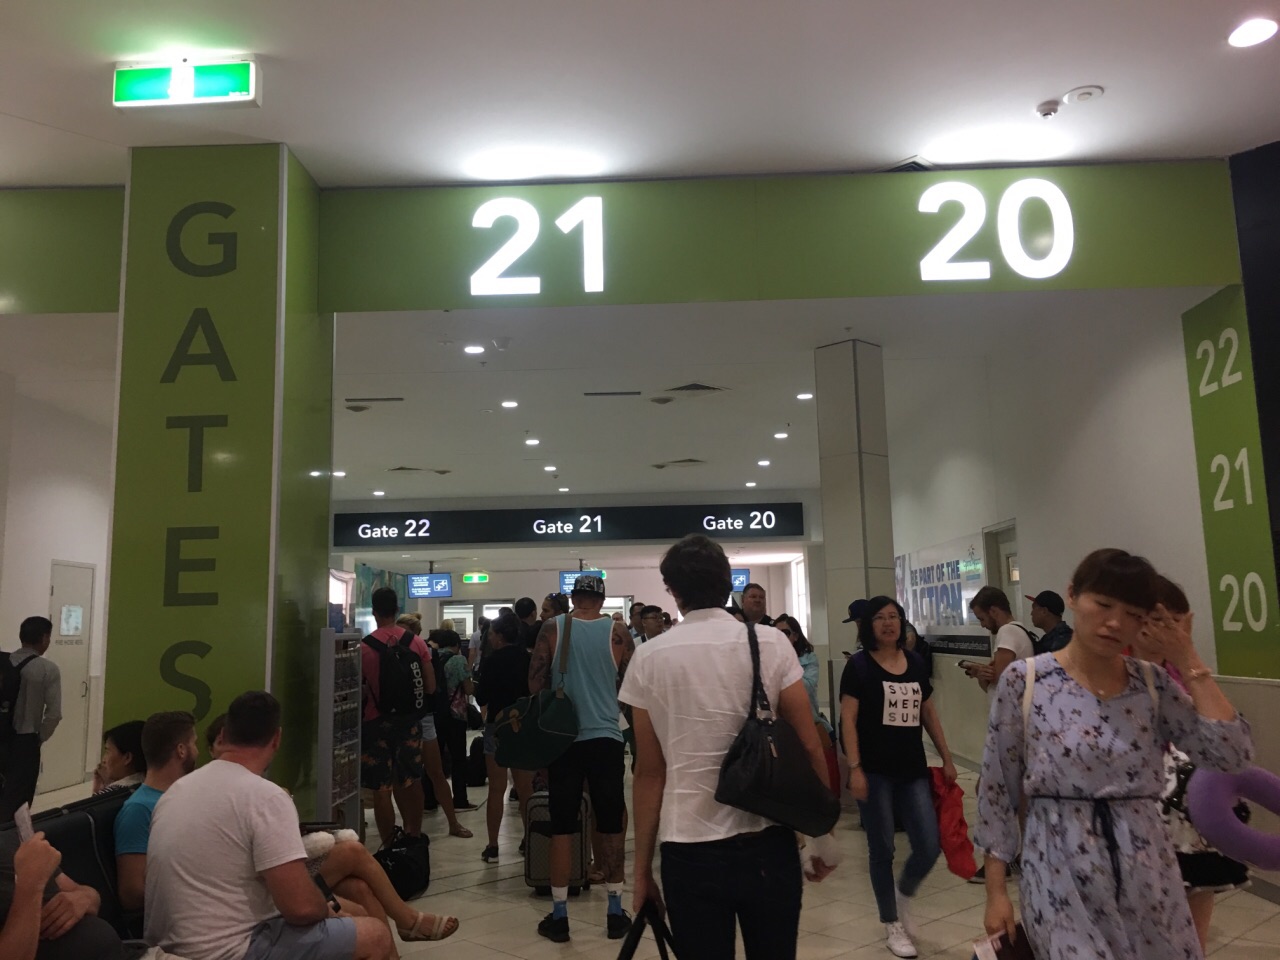 GATES
21
20
22
21
20
Gate 22
Gate 21
Gate 20
BE PART OF THE
ACTION
adidas
SUM
MER
SUN